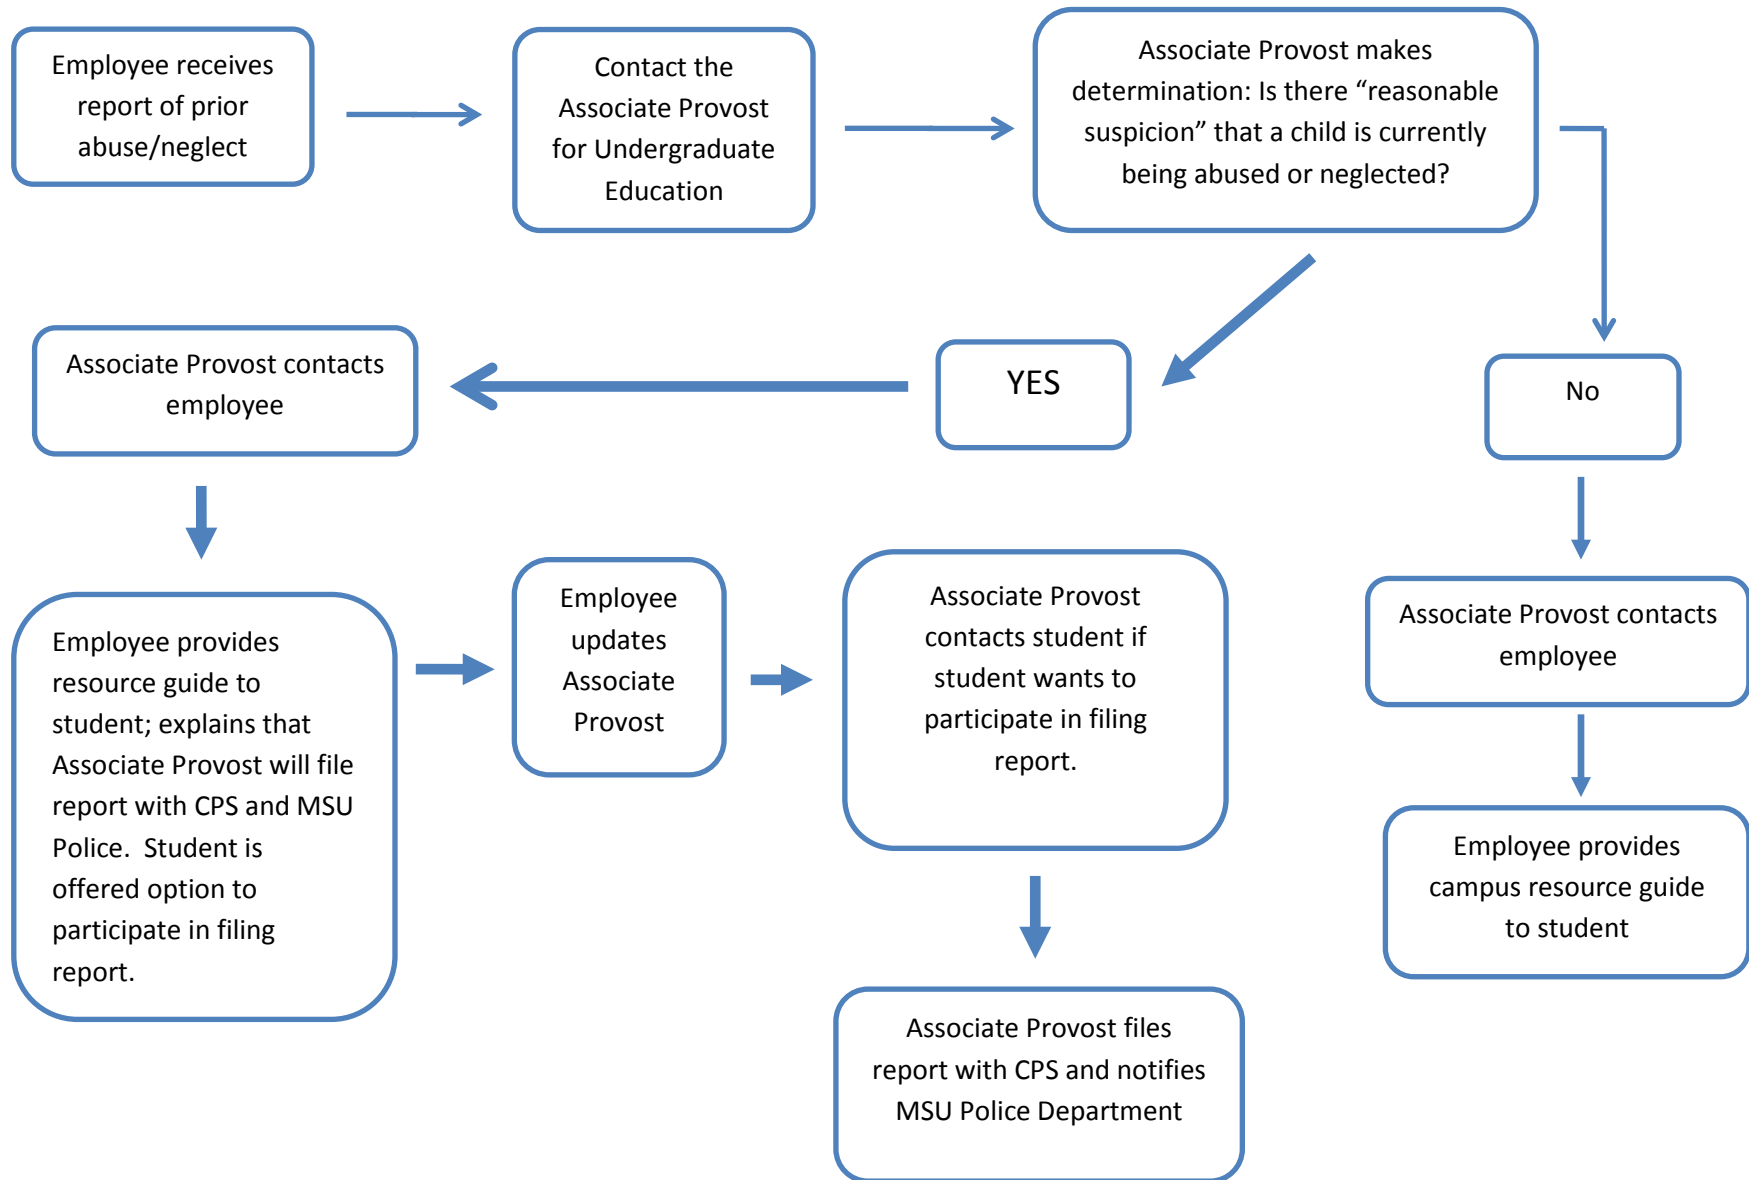 Employee receives
report of prior
abuse/neglect
Contact the
Associate Provost
for Undergraduate
Education
Associate Provost makes
determination: Is there “reasonable
suspicion” that a child is currently
being abused or neglected?
YES
No
Associate Provost contacts
employee
Employee provides
resource guide to
student; explains that
Associate Provost will file
report with CPS and MSU
Police.  Student is
offered option to
participate in filing
report.
Employee
updates
Associate
Provost
Associate Provost
contacts student if
student wants to
participate in filing
report.
Associate Provost files
report with CPS and notifies
MSU Police Department
Associate Provost contacts
employee
Employee provides
campus resource guide
to student